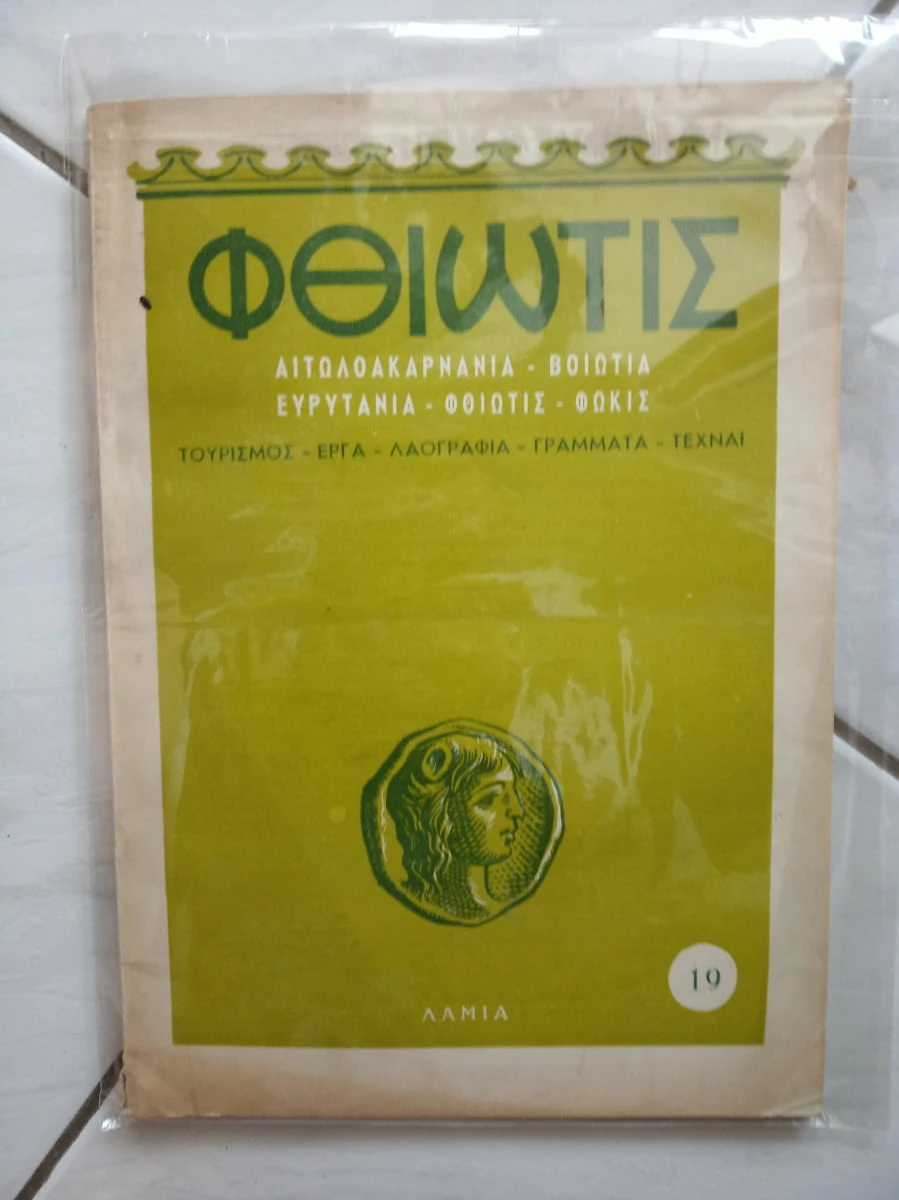 ΦΘΙΩΤΙΣ
ΑΙΤΩΛΟΑΚΑΡΝΑΝΙΑ - ΒΟΙΩΤΙΑ
ΕΥΡΥΤΑΝΙΑ - ΦΘΙΩΤΙΣ - ΦΩΚΙΣ
ΤΟΥΡΙΣΜΟΣ - ΕΡΓΑ - ΛΑΟΓΡΑΦΙΑ - ΓΡΑΜΜΑΤΑ - ΤΕΧΝΑΙ
19
ΛΑΜΙΑ